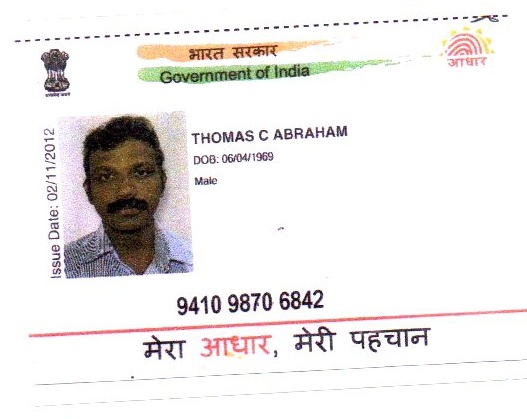 भारत सरकार
Government of India
आधार
THOMAS C ABRAHAM
DOB: 06/04/1969
Male
Issue Date: 02/11/2012
9410 9870 6842
मेरा आधार, मेरी पहचान